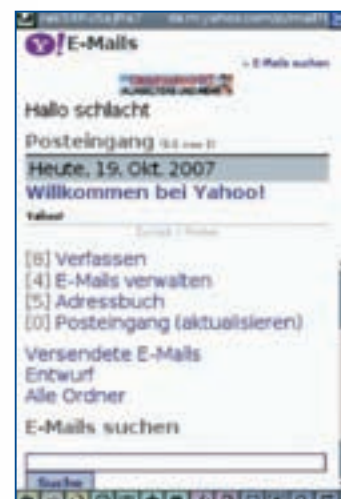 Y! E-Mails
» E-Mails suchen
Hallo schlacht
Posteingang
Heute, 19. Okt. 2007
Willkommen bei Yahoo!
Yahoo!
[8] Verfassen
[4] E-Mails verwalten
[5] Adressbuch
[0] Posteingang (aktualisieren)
Versendete E-Mails
Entwurf
Alle Ordner
E-Mails suchen
Suche